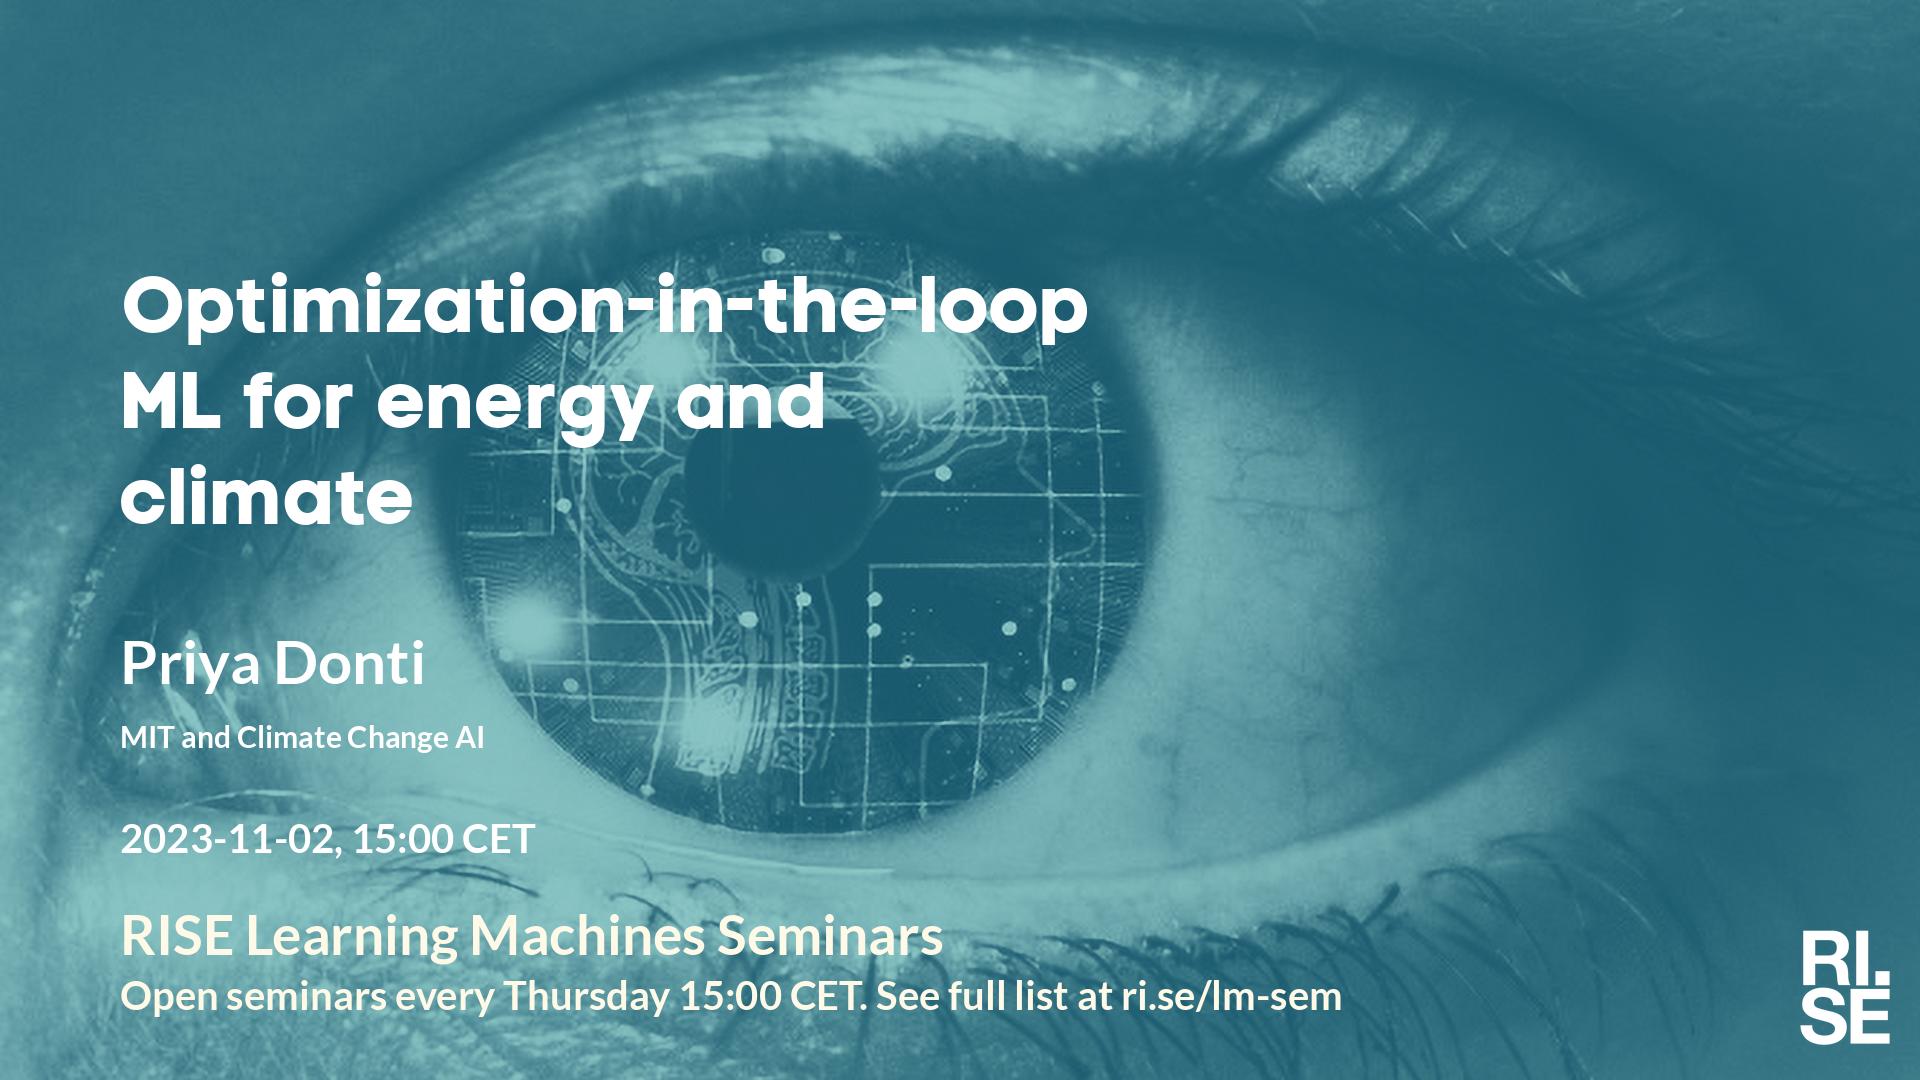 Optimization-in-the-loop
ML for energy and
climate
Priya Donti
MIT and Climate Change AI
2023-11-02, 15:00 CET
RISE Learning Machines Seminars
Open seminars every Thursday 15:00 CET. See full list at ri.se/lm-sem
RI.
SE